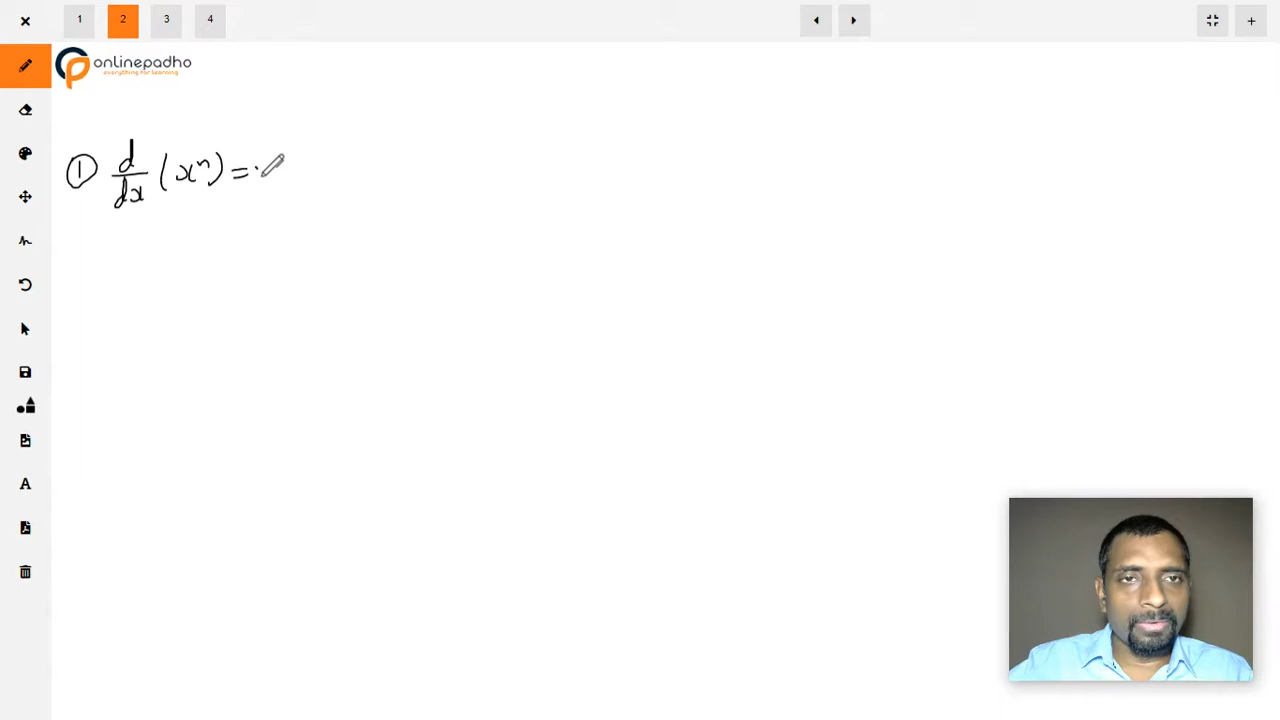 1 2 3 4
onlinepadho
everything for learning
① d/dx (xⁿ) =
A